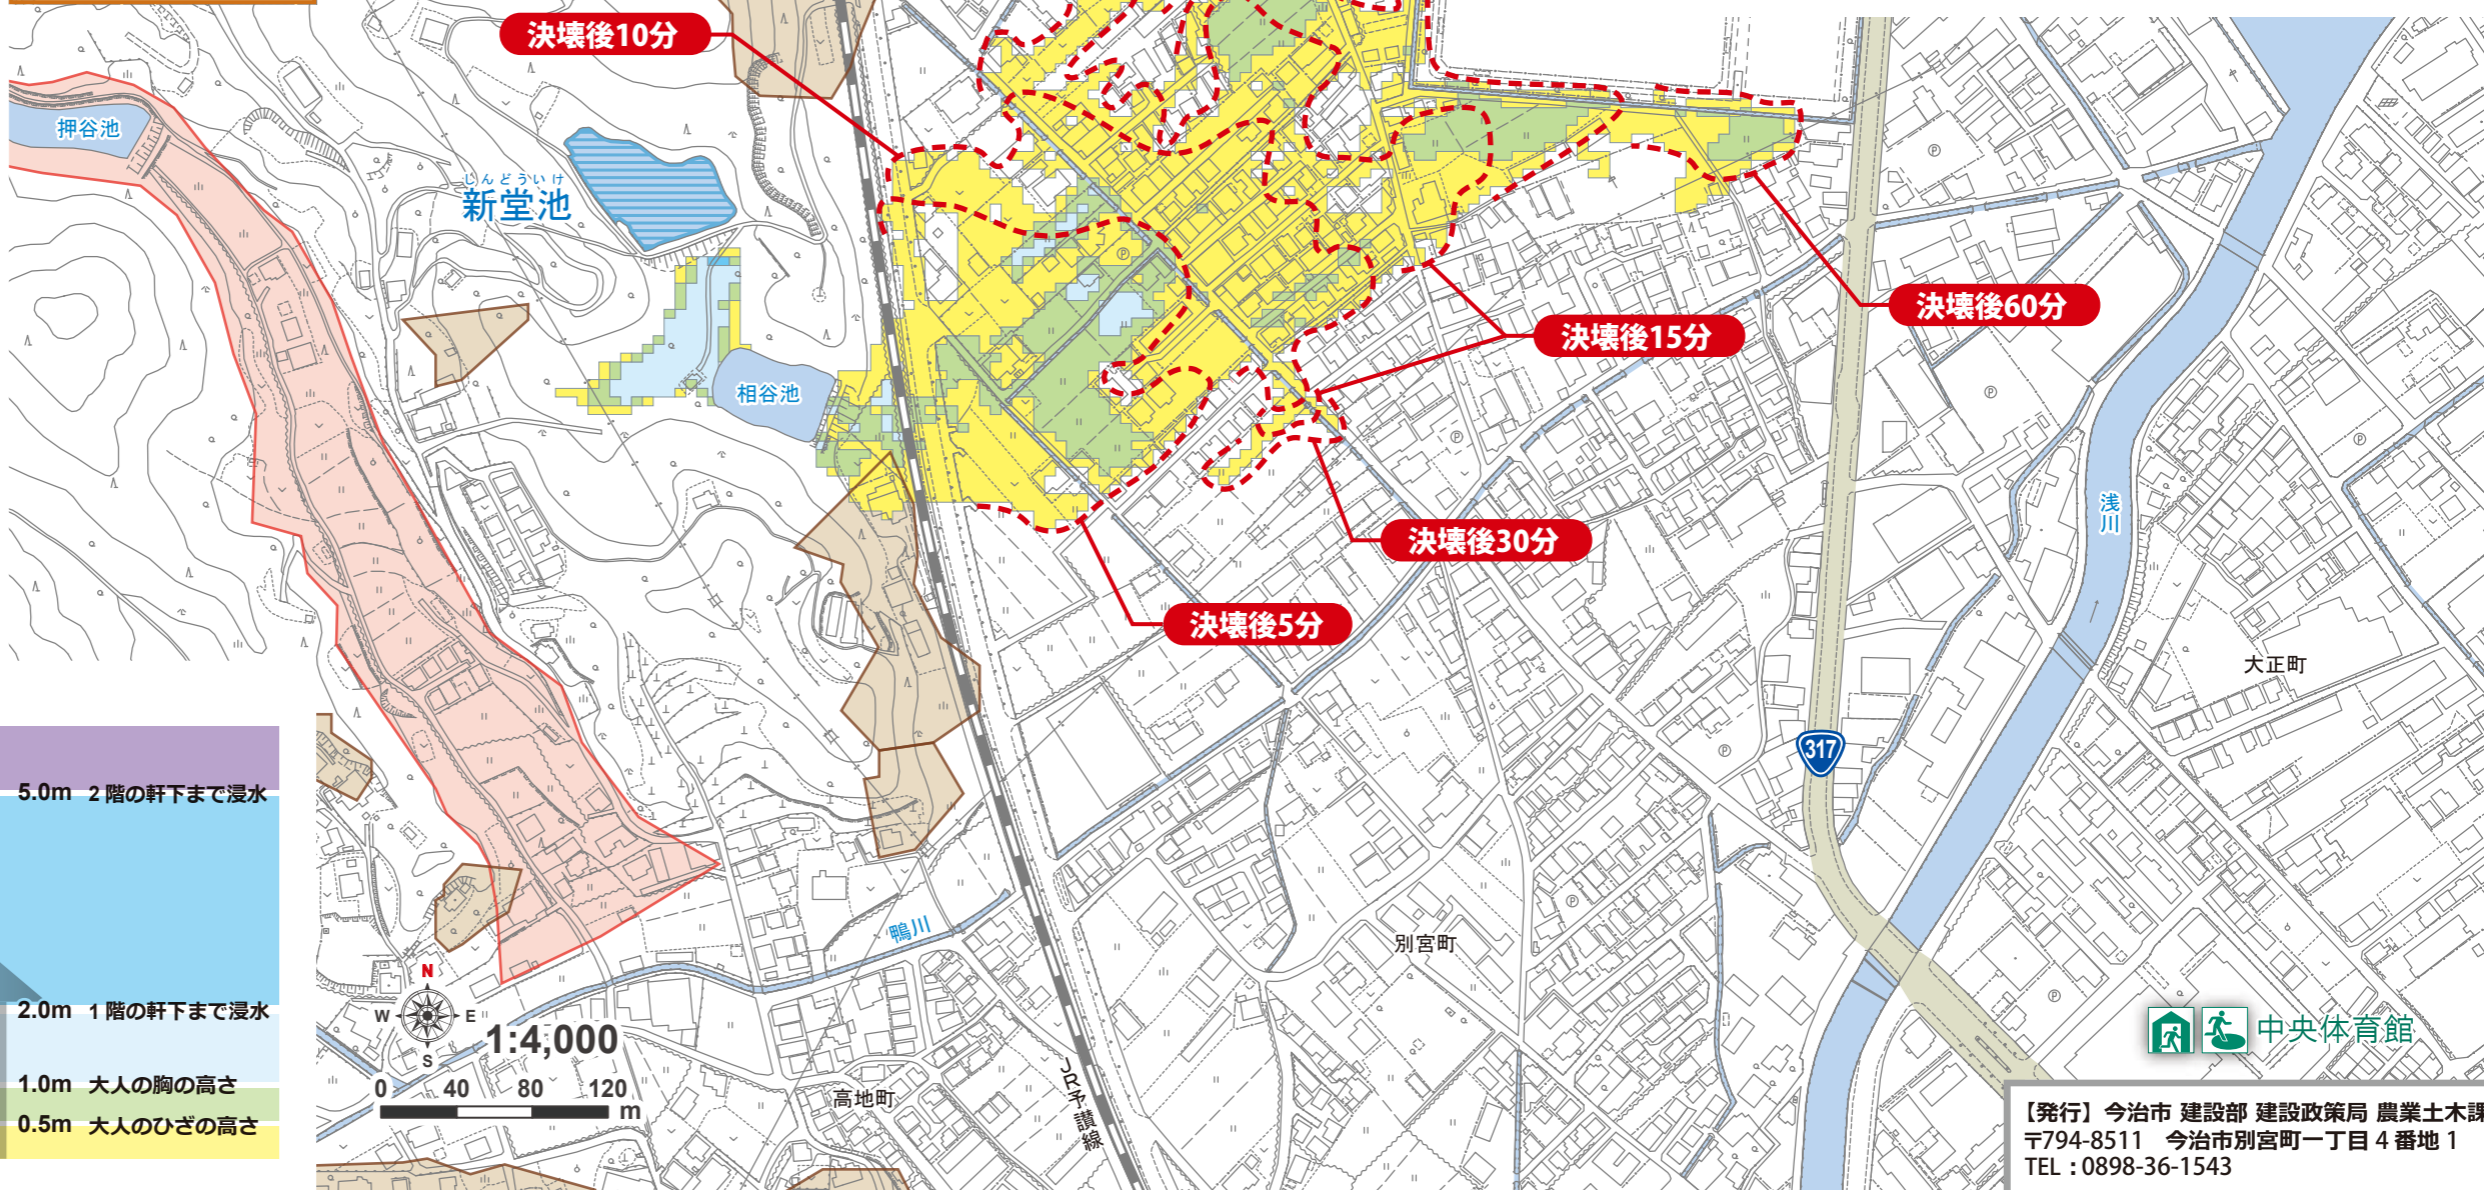 決壊後10分
押谷池
しんどういけ
新堂池
相谷池
決壊後60分
決壊後15分
決壊後30分
決壊後5分
浅川
大正町
317
5.0m 2階の軒下まで浸水
2.0m 1階の軒下まで浸水
1.0m 大人の胸の高さ
0.5m 大人のひざの高さ
N
W E
S
1:4,000
0 40 80 120
m
鴨川
別宮町
高地町
JR予讃線
中央体育館
【発行】今治市 建設部 建設政策局 農業土木課
〒794-8511 今治市別宮町一丁目4番地1
TEL:0898-36-1543